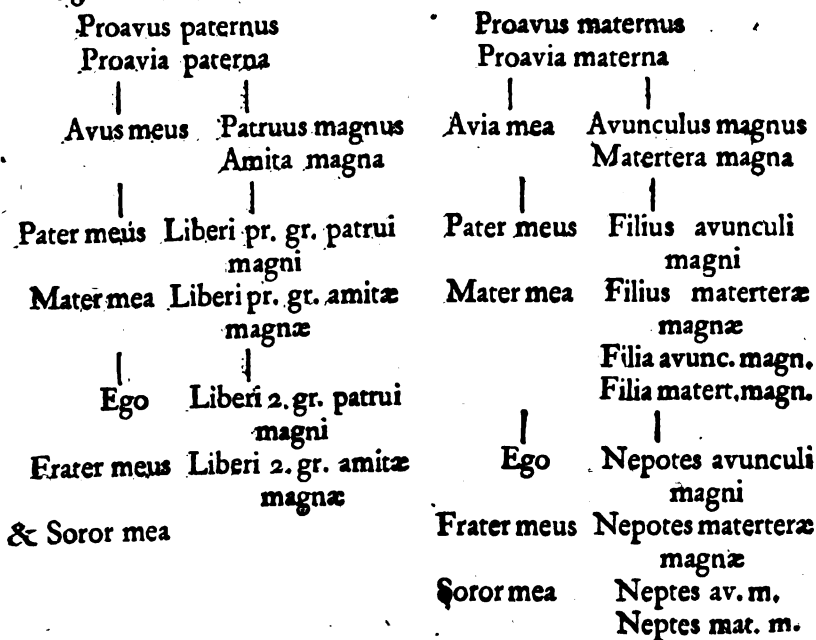 Proavus paternus
Proavia paterna
Avus meus Patruus magnus
Amita magna
Pater meus Liberi pr. gr. patrui
magni
Mater mea Liberi pr. gr. amitæ
magnæ
Ego Liberi 2. gr. patrui
magni
Frater meus Liberi 2. gr. amitæ
magnæ
& Soror mea
Proavus maternus
Proavia materna
Avia mea Avunculus magnus
Matertera magna
Pater meus Filius avunculi
magni
Mater mea Filius materteræ
magnæ
Filia avunc. magn.
Filia matert. magn.
Ego Nepotes avunculi
magni
Frater meus Nepotes materteræ
magnæ
Soror mea Neptes av. m.
Neptes mat. m.